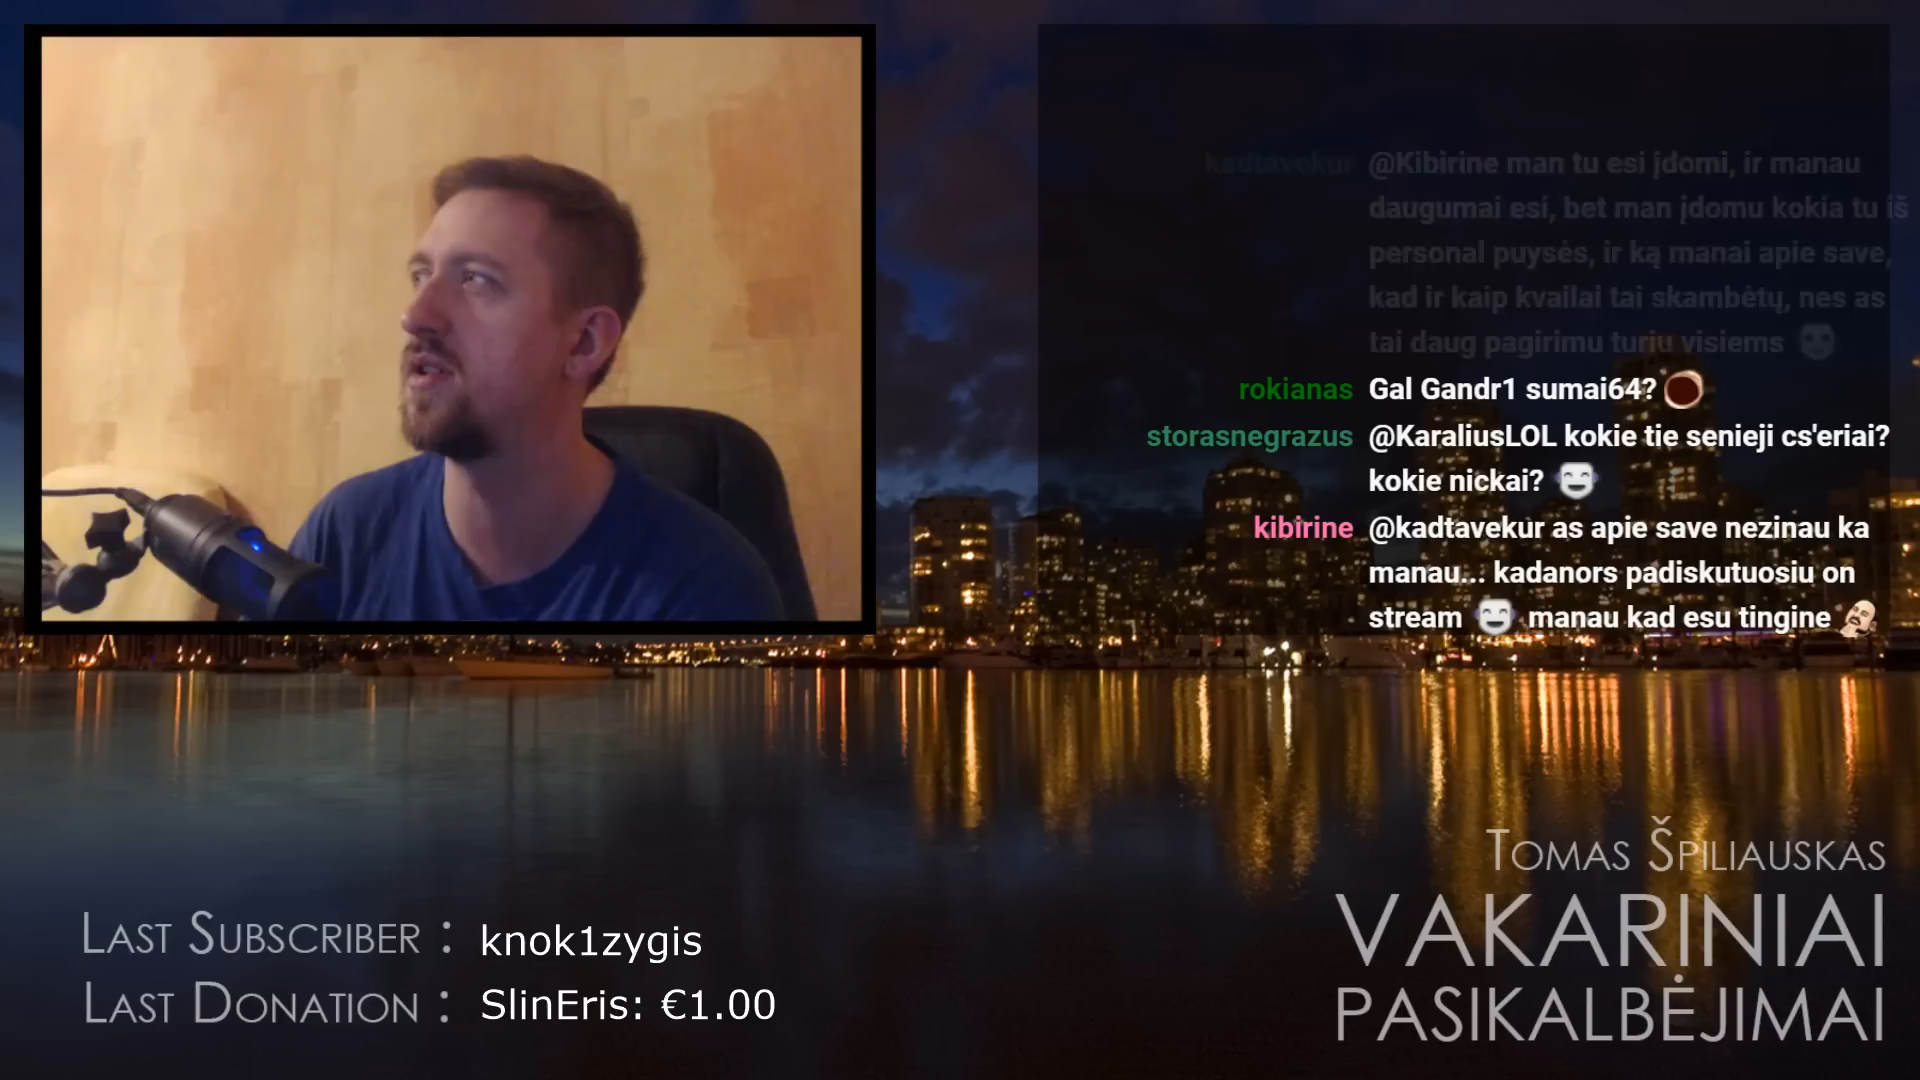 kadtavekur @Kibirine man tu esi įdomi, ir manau
daugumai esi, bet man įdomu kokia tu iš
personal puysės, ir ką manai apie save,
kad ir kaip kvailai tai skambėtų, nes as
tai daug pagirimu turiu visiems
rokianas Gal Gandr1 sumai64?
storasnegrazus @KaraliusLOL kokie tie senieji cs'eriai?
kokie nickai?
kibirine @kadtavekur as apie save nezinau ka
manau... kadanors padiskutuosiu on
stream manau kad esu tingine
Tomas Špiliauskas
VAKARINIAI
PASIKALBĖJIMAI
Last Subscriber : knok1zygis
Last Donation : SlinEris: €1.00